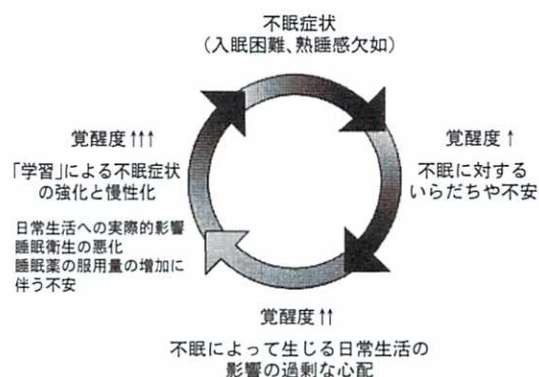 不眠症状
（入眠困難、熟睡感欠如）
覚醒度↑
不眠に対する
いらだちや不安
覚醒度↑↑
不眠によって生じる日常生活の
影響の過剰な心配
覚醒度↑↑↑
「学習」による不眠症状
の強化と慢性化
日常生活への実際的影響
睡眠衛生の悪化
睡眠薬の服用量の増加に
伴う不安